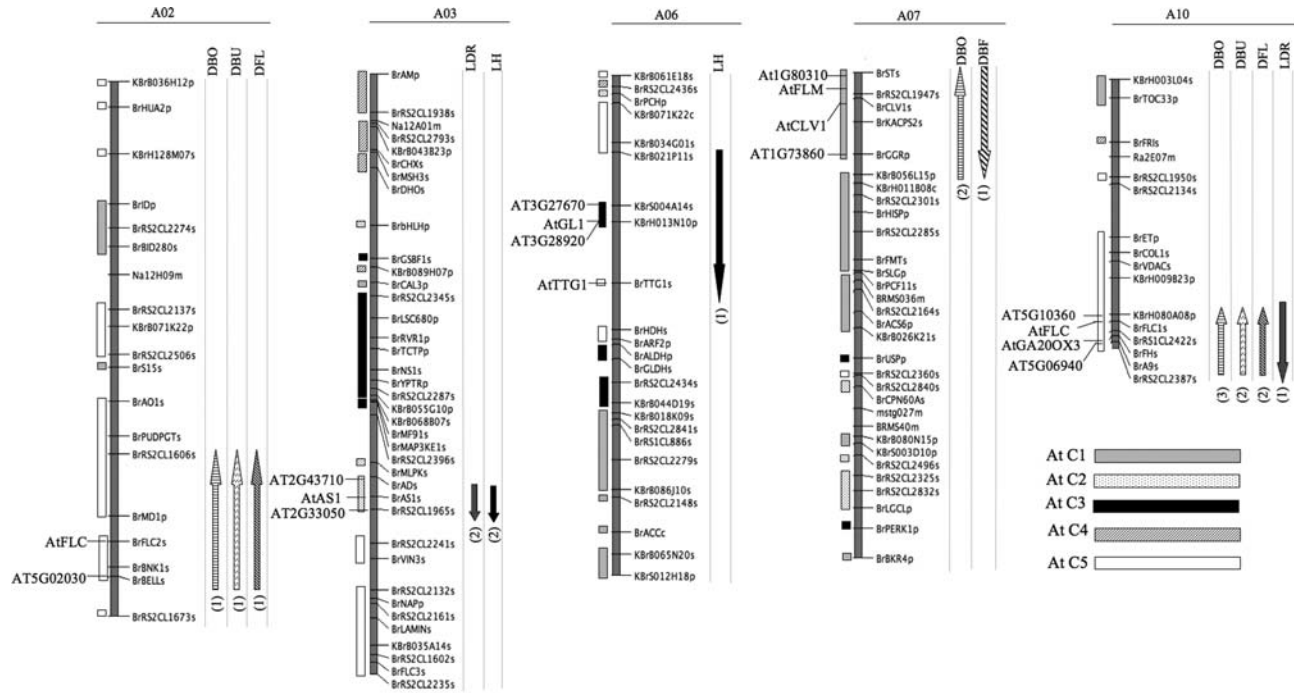 A02
DBO
DBU
DFL
KBrB036H12p
BrHUA2p
KBrH128M07s
BrIDp
BrRS2CL2274s
BrBID280s
Na12H09m
BrRS2CL2137s
KBrB071K22p
BrRS2CL2506s
BrS15s
BrAO1s
BrPUDPGTs
BrRS2CL1606s
BrMD1p
AtFLC
BrFLC2s
BrBNK1s
AT5G02030
BrBELLs
BrRS2CL1673s
(1)
(1)
(1)
A03
LDR
LH
BrAMp
BrRS2CL1938s
Na12A01m
BrRS2CL2793s
KBrB043B23p
BrCHXs
BrMSH3s
BrDHOs
BrbHLHp
BrGSBF1s
KBrB089H07p
BrCAL3p
BrRS2CL2345s
BrLSC680p
BrRVR1p
BrTCTPp
BrNS1s
BrYPTRp
BrRS2CL2287s
KBrB055G10p
KBrB068B07s
BrMF91s
BrMAP3KE1s
BrRS2CL2396s
BrMLPKs
AT2G43710
BrADs
AtAS1
BrAS1s
AT2G33050
BrRS2CL1965s
(2)
(2)
BrRS2CL2241s
BrVIN3s
BrRS2CL2132s
BrNAPp
BrRS2CL2161s
BrLAMINs
KBrB035A14s
BrRS2CL1602s
BrFLC3s
BrRS2CL2235s
A06
LH
KBrB061E18s
BrRS2CL2436s
BrPCHp
KBrB071K22c
KBrB034G01s
KBrB021P11s
AT3G27670
KBrS004A14s
AtGL1
KBrH013N10p
AT3G28920
AtTTG1
BrTTG1s
(1)
BrHDHs
BrARF2p
BrALDHp
BrGLDHs
BrRS2CL2434s
KBrB044D19s
KBrB018K09s
BrRS2CL2841s
BrRS1CL886s
BrRS2CL2279s
KBrB086J10s
BrRS2CL2148s
BrACCc
KBrB065N20s
KBrS012H18p
A07
DBO
DBF
At1G80310
BrSTs
AtFLM
BrRS2CL1947s
BrCLV1s
AtCLV1
BrKACPS2s
AT1G73860
BrGGRp
(2)
(1)
KBrB056L15p
KBrH011B08c
BrRS2CL2301s
BrHISPp
BrRS2CL2285s
BrFMTs
BrSLGp
BrPCF11s
BRMS036m
BrRS2CL2164s
BrACS6p
KBrB026K21s
BrUSPp
BrRS2CL2360s
BrRS2CL2840s
BrCPN60As
mstg027m
BRMS40m
KBrB080N15p
KBrS003D10p
BrRS2CL2496s
BrRS2CL2325s
BrRS2CL2832s
BrLGCLp
BrPERK1p
BrBKR4p
A10
DBO
DBU
DFL
LDR
KBrH003L04s
BrTOC33p
BrFRIs
Ra2E07m
BrRS2CL1950s
BrRS2CL2134s
BrETp
BrCOL1s
BrVDACs
KBrH009B23p
AT5G10360
KBrH080A08p
AtFLC
BrFLC1s
AtGA20OX3
BrRS1CL2422s
BrFHs
AT5G06940
BrA9s
BrRS2CL2387s
(3)
(2)
(2)
(1)
At C1
At C2
At C3
At C4
At C5